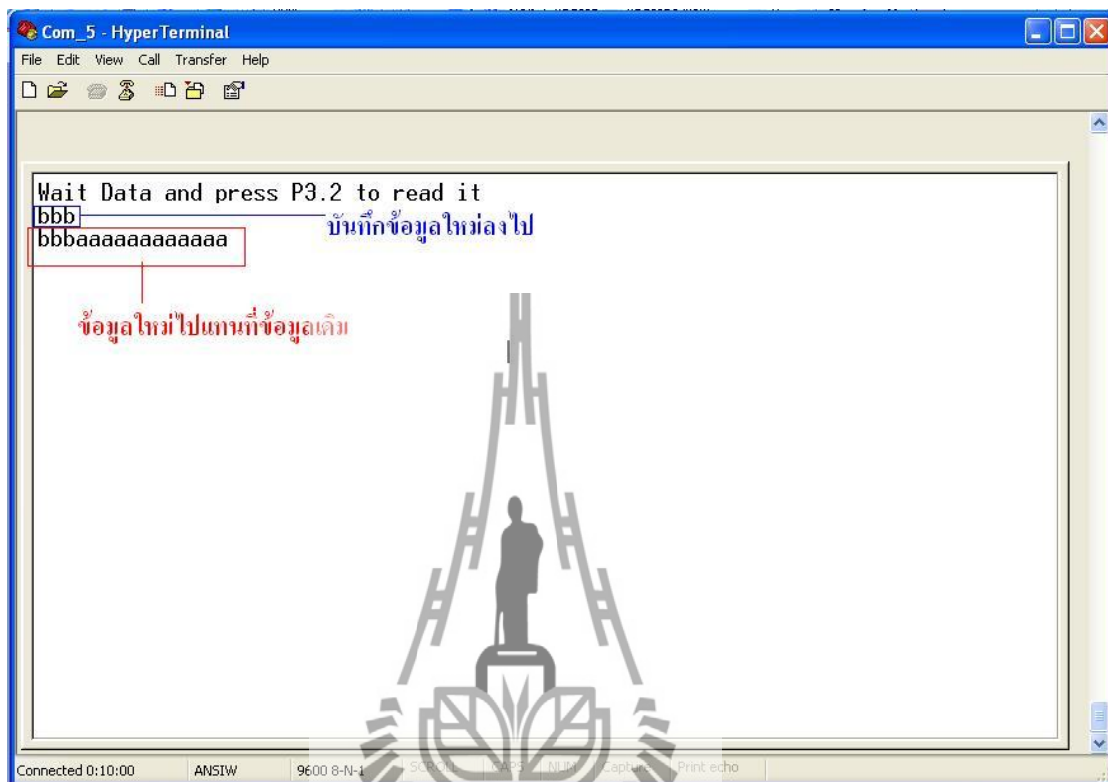 Com_5 - HyperTerminal
File Edit View Call Transfer Help
Wait Data and press P3.2 to read it
bbb
บันทึกข้อมูลใหม่ลงไป
bbbaaaaaaaaaaaa
ข้อมูลใหม่ไปแทนที่ข้อมูลเดิม
Connected 0:10:00 ANSIW 9600 8-N-1 SCROLL CAPS NUM Capture Print echo